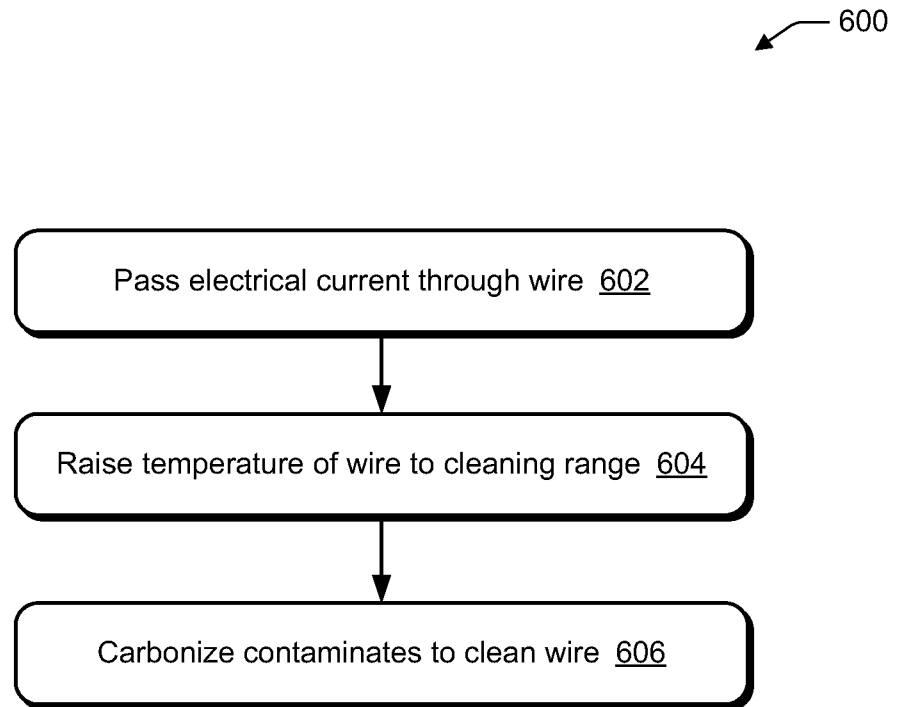 600
Pass electrical current through wire 602
Raise temperature of wire to cleaning range 604
Carbonize contaminates to clean wire 606